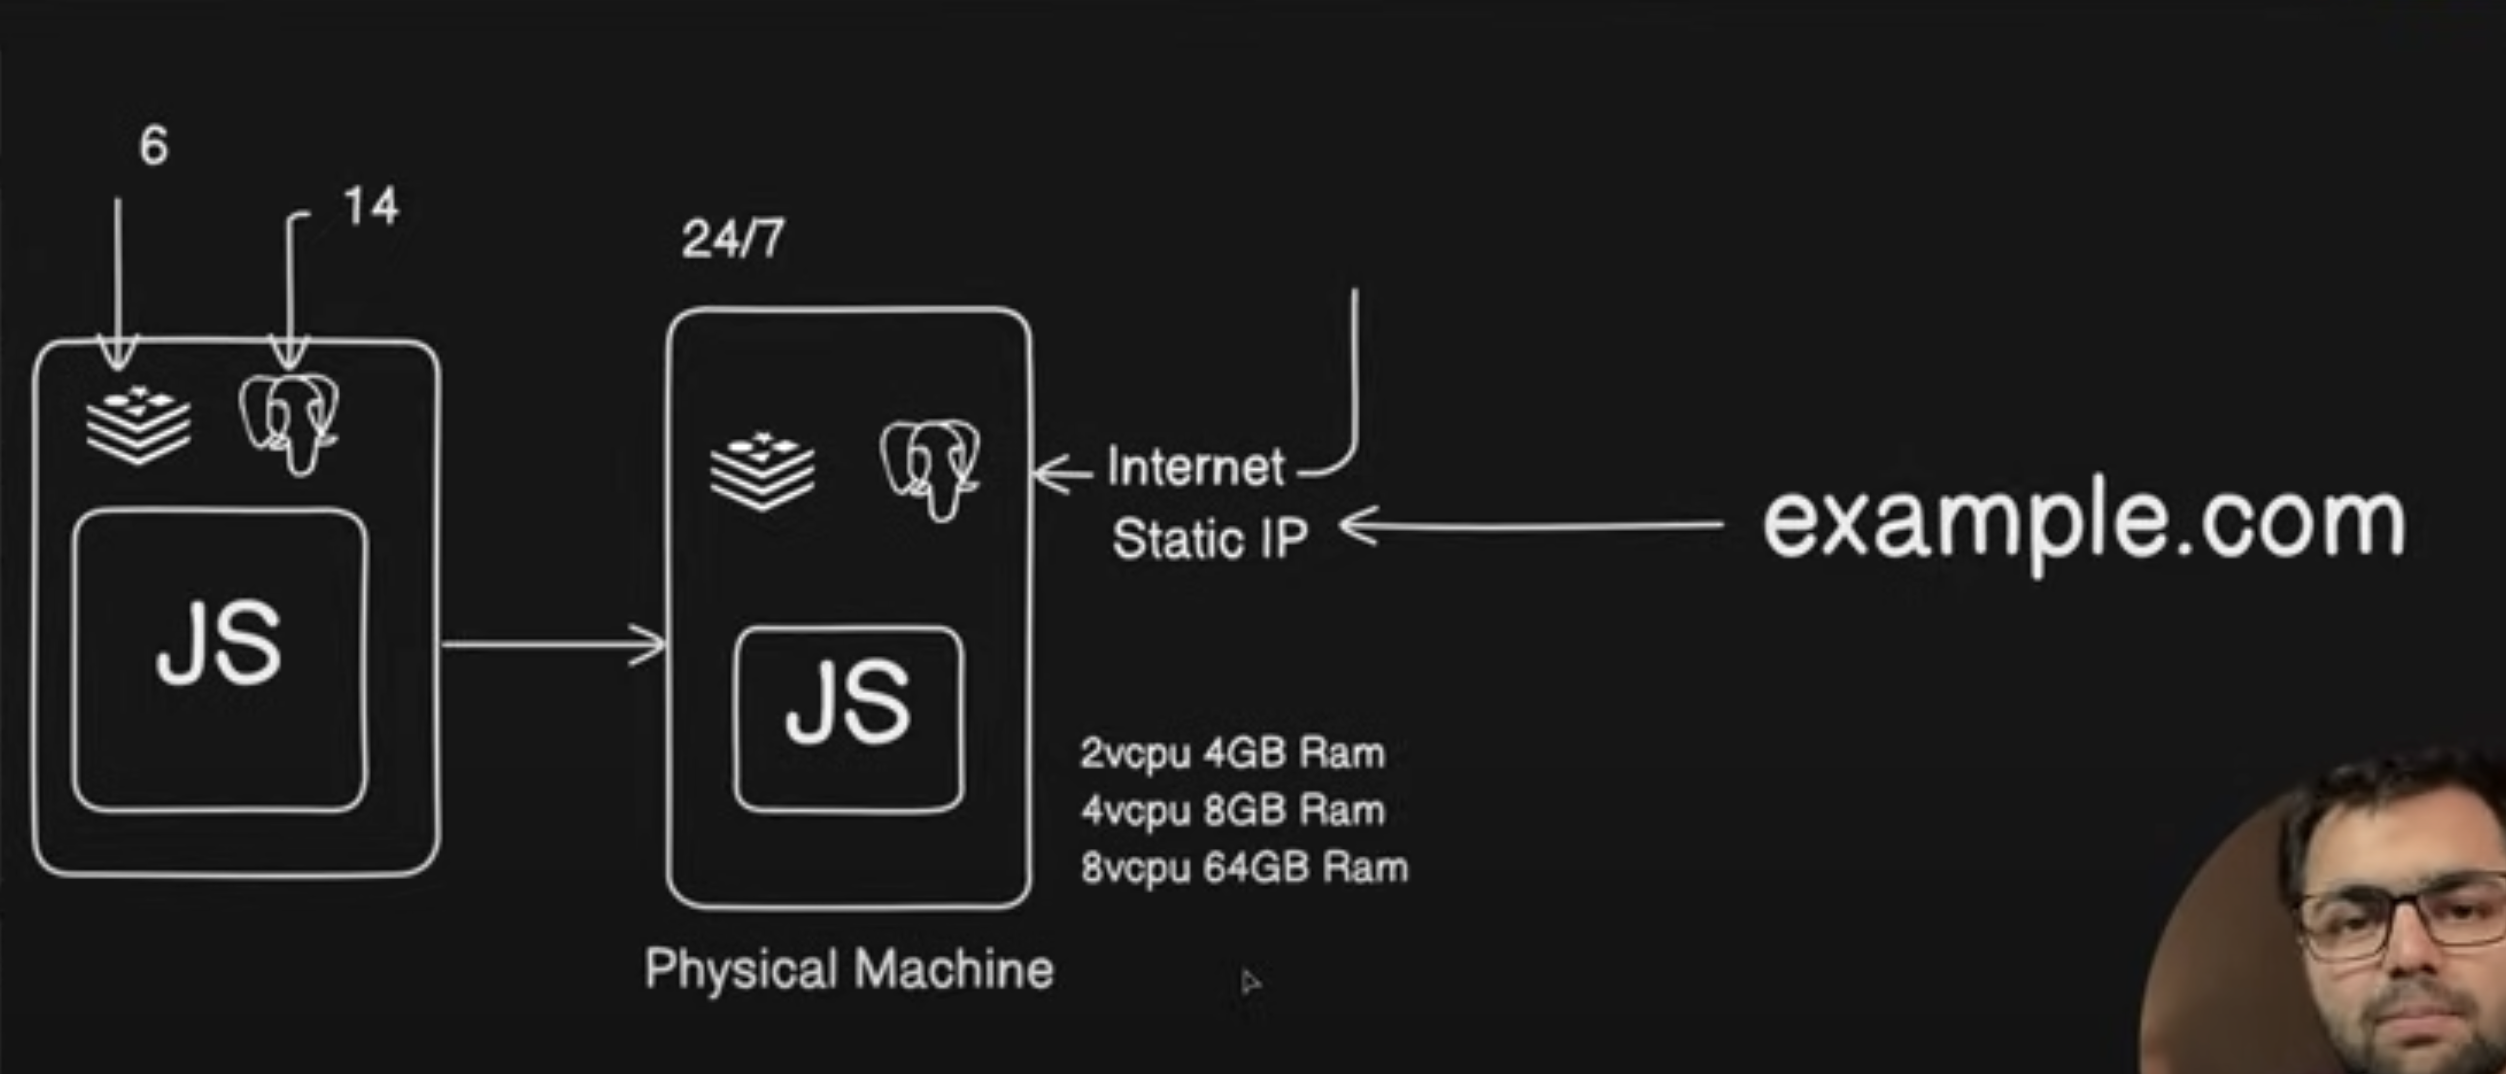 6
14
24/7
Internet
Static IP
example.com
JS
JS
2vcpu 4GB Ram
4vcpu 8GB Ram
8vcpu 64GB Ram
Physical Machine